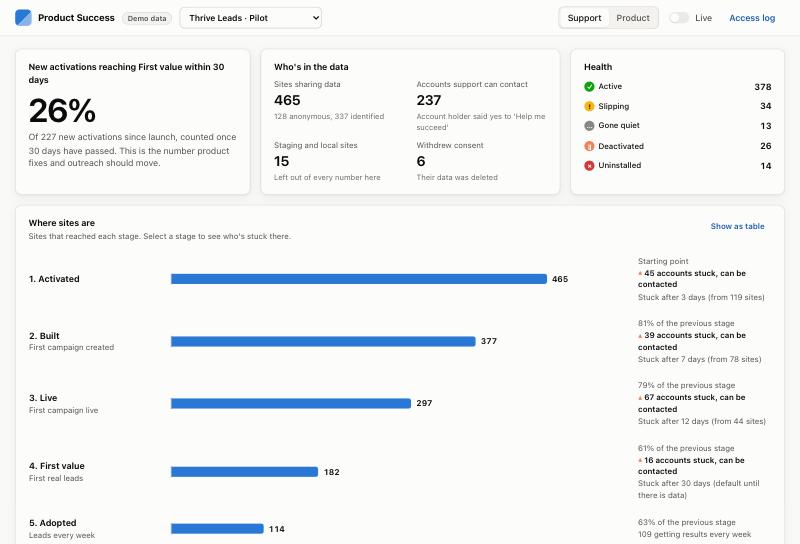 Product Success
Demo data
Thrive Leads · Pilot
Support
Product
Live
Access log
New activations reaching First value within 30
days
26%
Of 227 new activations since launch, counted once
30 days have passed. This is the number product
fixes and outreach should move.
Who's in the data
Sites sharing data
465
128 anonymous, 337 identified
Accounts support can contact
237
Account holder said yes to 'Help me
succeed'
Staging and local sites
15
Left out of every number here
Withdrew consent
6
Their data was deleted
Health
Active 378
Slipping 34
Gone quiet 13
Deactivated 26
Uninstalled 14
Where sites are
Sites that reached each stage. Select a stage to see who's stuck there.
Show as table
1. Activated
465
Starting point
45 accounts stuck, can be
contacted
Stuck after 3 days (from 119 sites)
2. Built
First campaign created
377
81% of the previous stage
39 accounts stuck, can be
contacted
Stuck after 7 days (from 78 sites)
3. Live
First campaign live
297
79% of the previous stage
67 accounts stuck, can be
contacted
Stuck after 12 days (from 44 sites)
4. First value
First real leads
182
61% of the previous stage
16 accounts stuck, can be
contacted
Stuck after 30 days (default until
there is data)
5. Adopted
Leads every week
114
63% of the previous stage
109 getting results every week